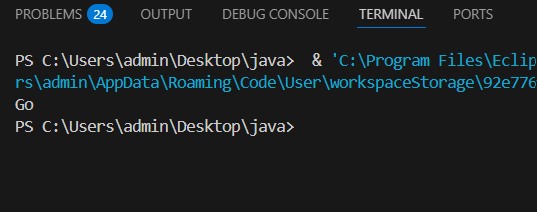 PROBLEMS 24 OUTPUT DEBUG CONSOLE TERMINAL PORTS
PS C:\Users\admin\Desktop\java>  & 'C:\Program Files\Eclip
rs\admin\AppData\Roaming\Code\User\workspaceStorage\92e776
Go
PS C:\Users\admin\Desktop\java>